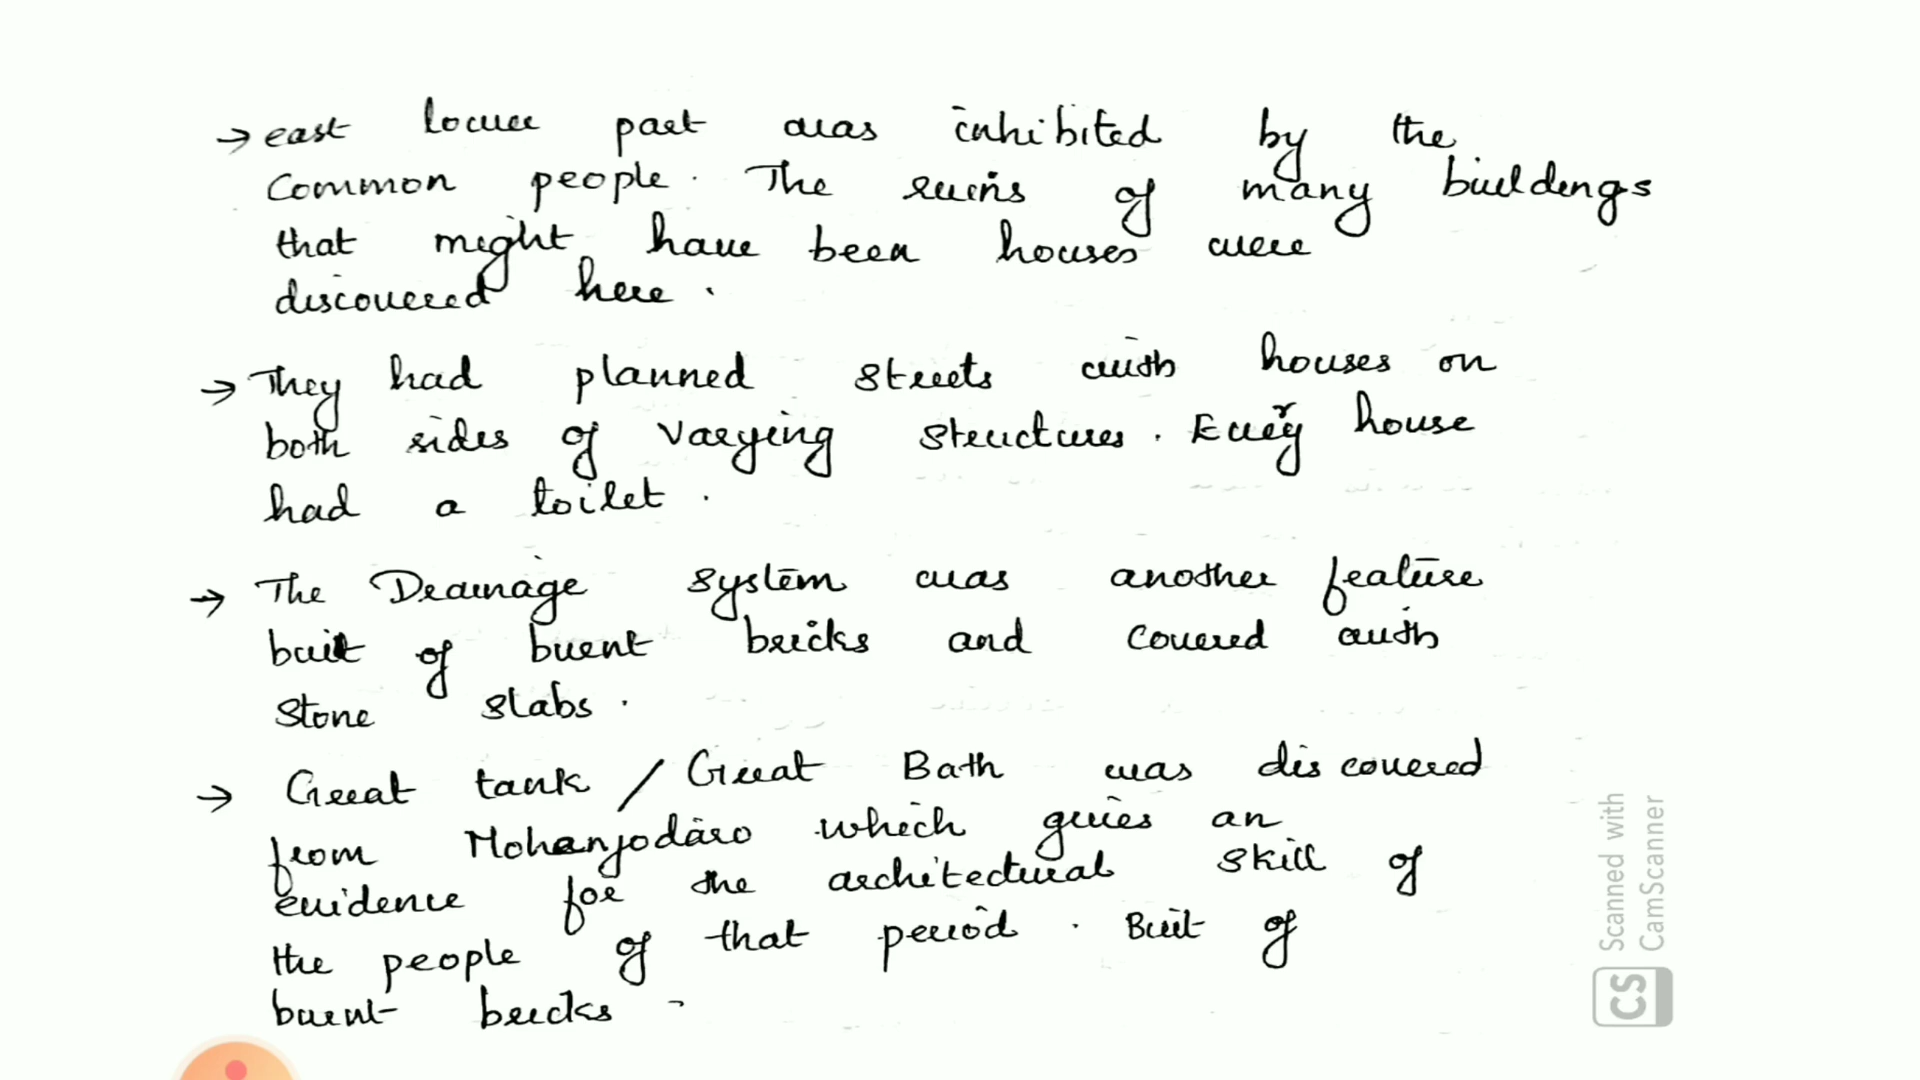 → east lower part was inhibited by the
Common people. The ruins of many buildings
that might have been houses were
discovered here.
→ They had planned streets with houses on
both sides of varying structures. Every house
had a toilet.
→ The Drainage system was another feature
built of burnt bricks and covered with
stone slabs.
→ Great tank / Great Bath was discovered
from Mohenjodaro which gives an
evidence for the architectural skill of
the people of that period. Built of
burnt bricks.
CS Scanned with
CamScanner